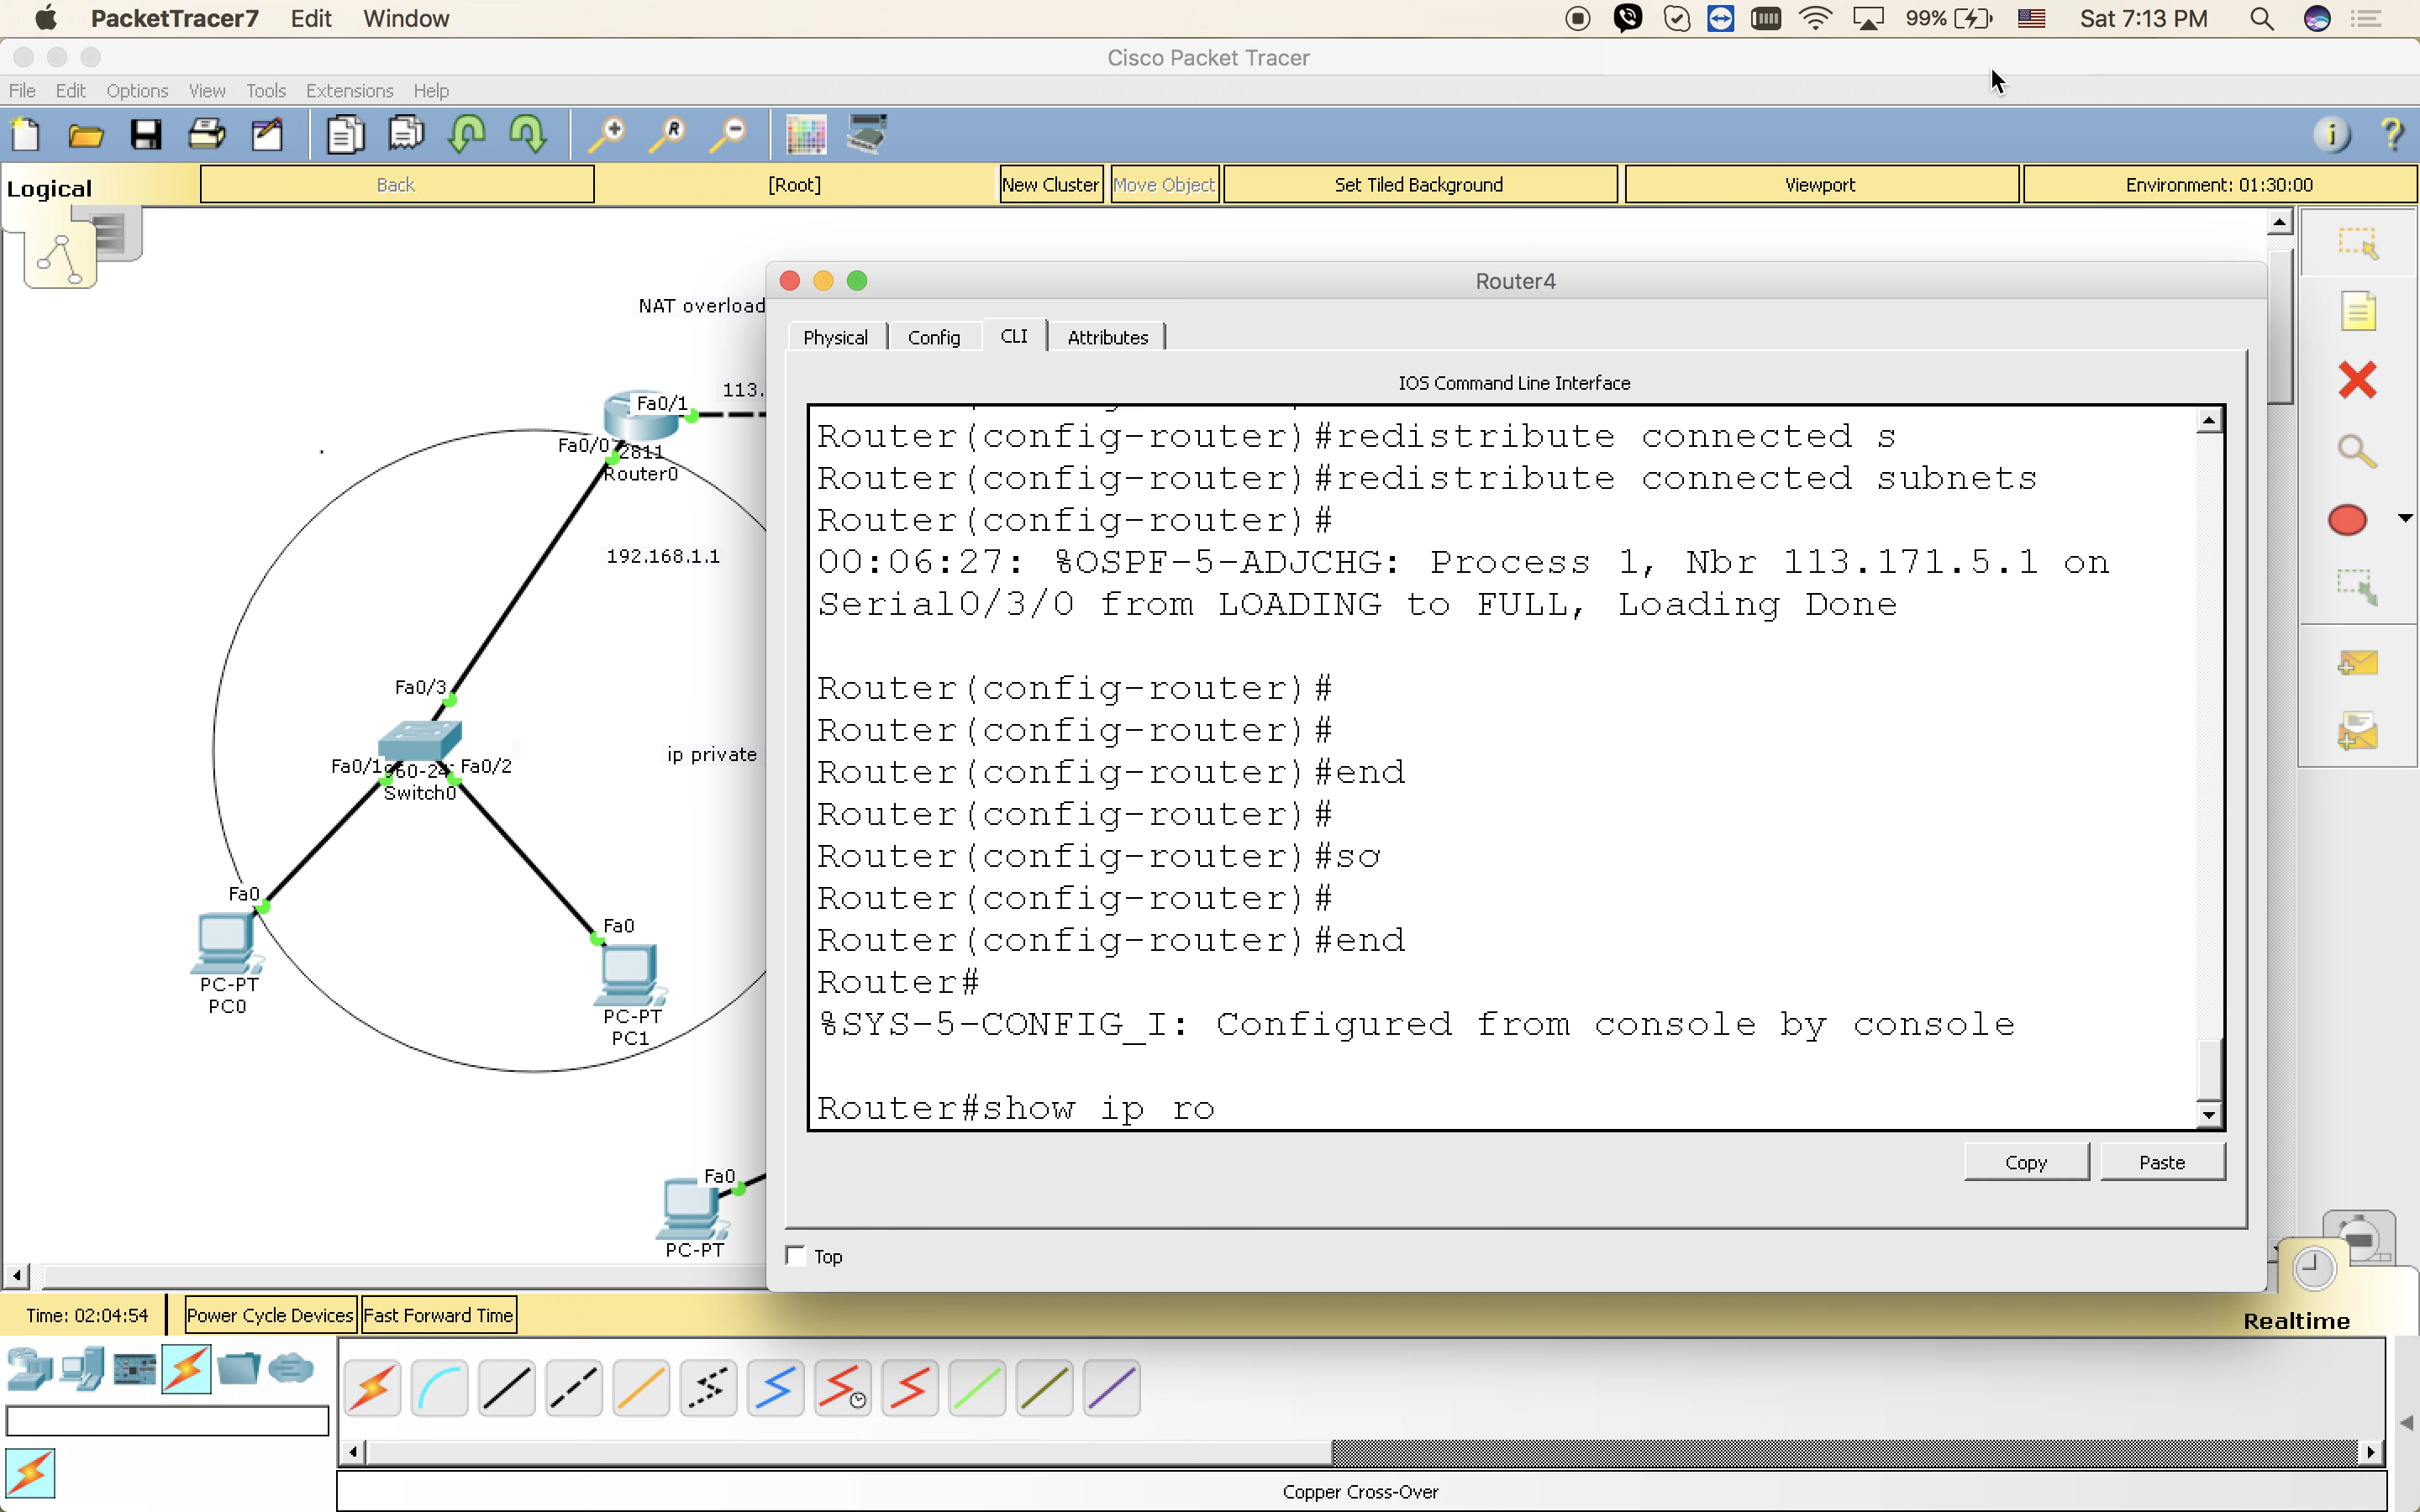 PacketTracer7 Edit Window 99% Sat 7:13 PM
Cisco Packet Tracer
File Edit Options View Tools Extensions Help
Logical Back [Root] New Cluster Move Object Set Tiled Background Viewport Environment: 01:30:00
NAT overload
113.
Fa0/1
Fa0/0
2811
Router0
192.168.1.1
Fa0/3
ip private
Fa0/1 960-24 Fa0/2
Switch0
Fa0
PC-PT
PC0
Fa0
PC-PT
PC1
Fa0
PC-PT
Router4
Physical Config CLI Attributes
IOS Command Line Interface
Router(config-router)#redistribute connected s
Router(config-router)#redistribute connected subnets
Router(config-router)#
00:06:27: %OSPF-5-ADJCHG: Process 1, Nbr 113.171.5.1 on
Serial0/3/0 from LOADING to FULL, Loading Done
Router(config-router)#
Router(config-router)#
Router(config-router)#end
Router(config-router)#
Router(config-router)#sơ
Router(config-router)#
Router(config-router)#end
Router#
%SYS-5-CONFIG_I: Configured from console by console
Router#show ip ro
Copy Paste
Top
Time: 02:04:54 Power Cycle Devices Fast Forward Time
Realtime
Copper Cross-Over